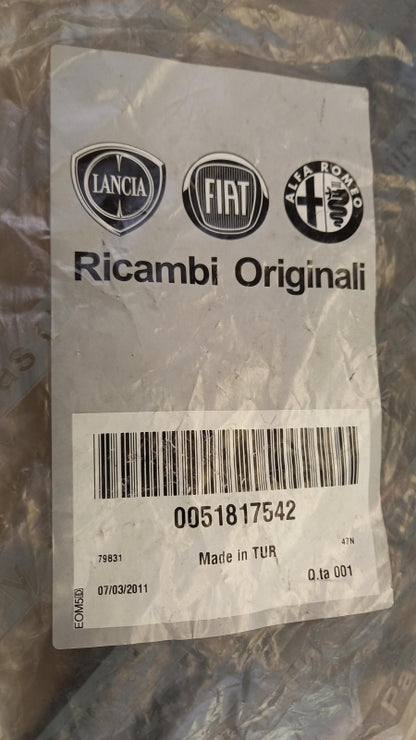 LANCIA
FIAT
ALFA ROMEO
Ricambi Originali
0051817542
79831
Made in TUR
47N
07/03/2011
Q.ta 001
EOM5D